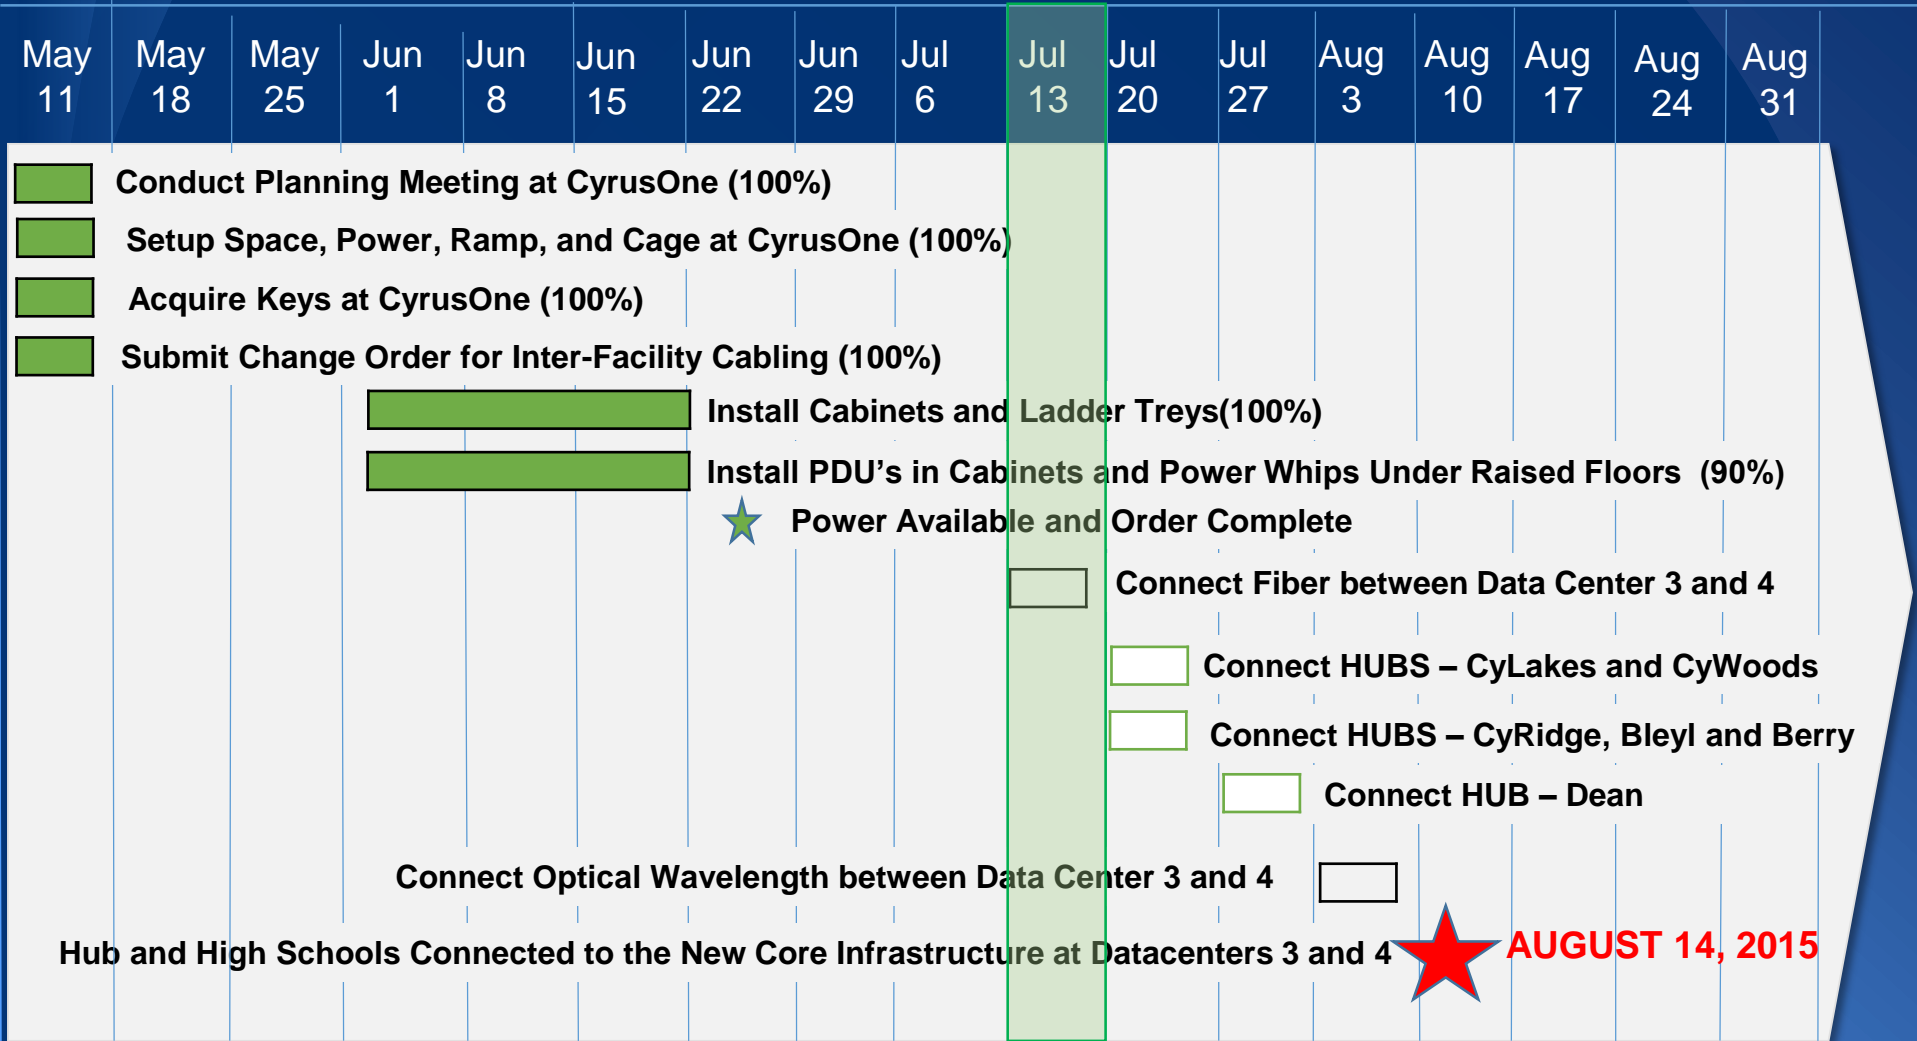 May May May Jun Jun Jun Jun Jun Jul Jul Jul Jul Aug Aug Aug Aug Aug
11 18 25 1 8 15 22 29 6 13 20 27 3 10 17 24 31
Conduct Planning Meeting at CyrusOne (100%)
Setup Space, Power, Ramp, and Cage at CyrusOne (100%)
Acquire Keys at CyrusOne (100%)
Submit Change Order for Inter-Facility Cabling (100%)
Install Cabinets and Ladder Treys(100%)
Install PDU's in Cabinets and Power Whips Under Raised Floors (90%)
Power Available and Order Complete
Connect Fiber between Data Center 3 and 4
Connect HUBS – CyLakes and CyWoods
Connect HUBS – CyRidge, Bleyl and Berry
Connect HUB – Dean
Connect Optical Wavelength between Data Center 3 and 4
Hub and High Schools Connected to the New Core Infrastructure at Datacenters 3 and 4 AUGUST 14, 2015